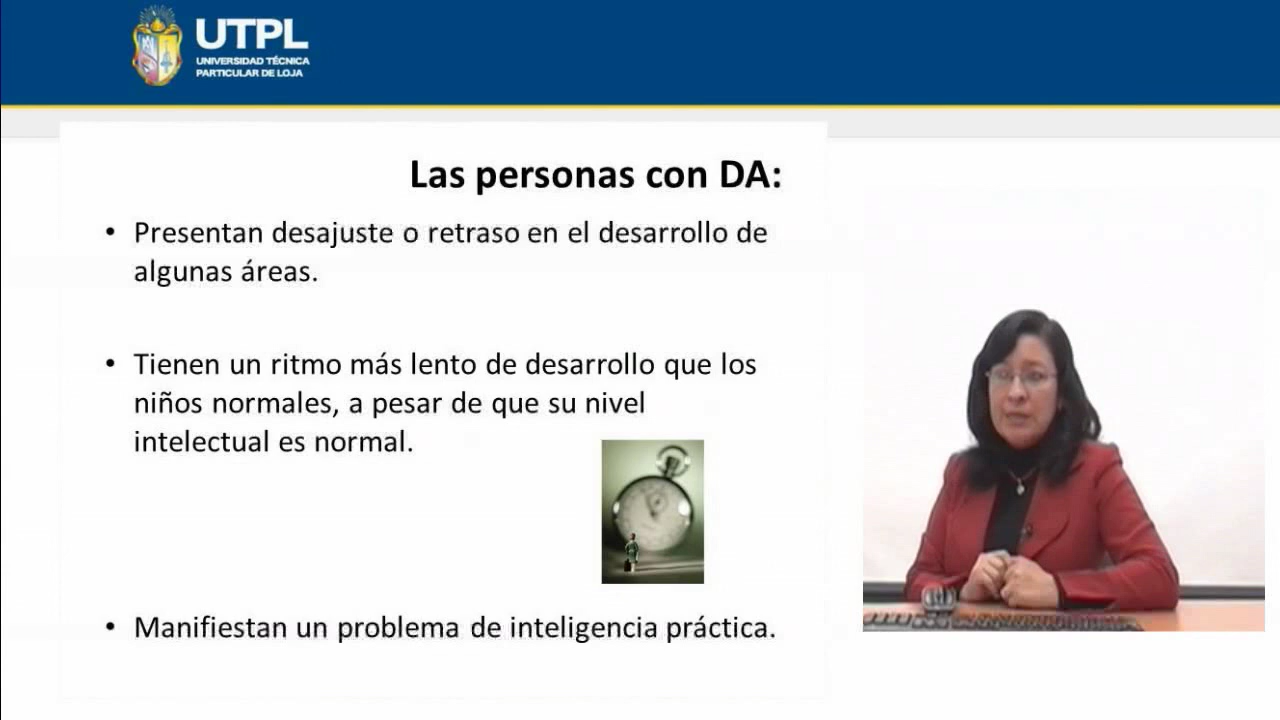 UTPL
UNIVERSIDAD TÉCNICA
PARTICULAR DE LOJA
Las personas con DA:
• Presentan desajuste o retraso en el desarrollo de
algunas áreas.
• Tienen un ritmo más lento de desarrollo que los
niños normales, a pesar de que su nivel
intelectual es normal.
• Manifiestan un problema de inteligencia práctica.